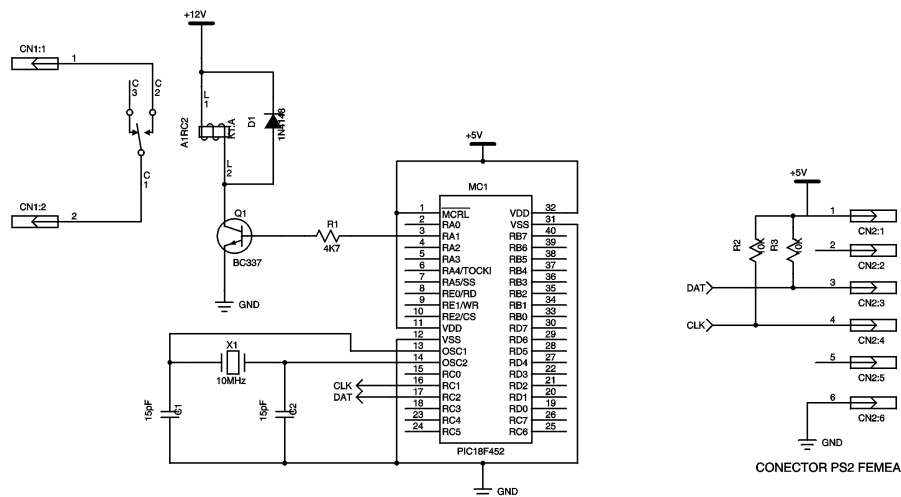 +12V
CN1:1
1
C
3
C
2
L
1
A1RC2
K1:A
D1
1N4148
L
2
C
1
CN1:2
2
Q1
BC337
R1
4K7
GND
+5V
MC1
1 MCRL VDD 32
2 RA0 VSS 31
3 RA1 RB7 40
4 RA2 RB6 39
5 RA3 RB5 38
6 RA4/TOCKI RB4 37
7 RA5/SS RB3 36
8 RE0/RD RB2 35
9 RE1/WR RB1 34
10 RE2/CS RB0 33
11 VDD RD7 30
12 VSS RD6 29
13 OSC1 RD5 28
14 OSC2 RD4 27
15 RC0 RD3 22
16 RC1 RD2 21
17 RC2 RD1 20
18 RC3 RD0 19
23 RC4 RC7 26
24 RC5 RC6 25
PIC18F452
X1
10MHz
15pF
C1
15pF
C2
CLK
DAT
GND
+5V
R2
10K
R3
10K
DAT
CLK
1
CN2:1
2
CN2:2
3
CN2:3
4
CN2:4
5
CN2:5
6
CN2:6
GND
CONECTOR PS2 FEMEA